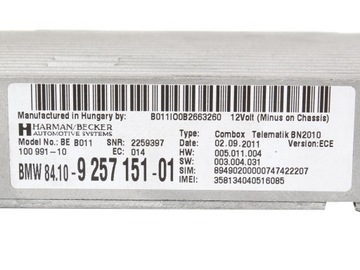 Manufactured in Hungary by: B011I00B2663260 12Volt (Minus on Chassis)
HARMAN/BECKER
AUTOMOTIVE SYSTEMS
Type: Combox Telematik BN2010
Model No.: BE B011 SNR: 2259397 Date: 02.09.2011 Version: ECE
100 991-10 EC: 014 HW: 005.011.004
SW: 003.004.031
BMW 84.10- 9 257 151 -01 SIM: 89490200000747422207
IMEI: 358134040516085